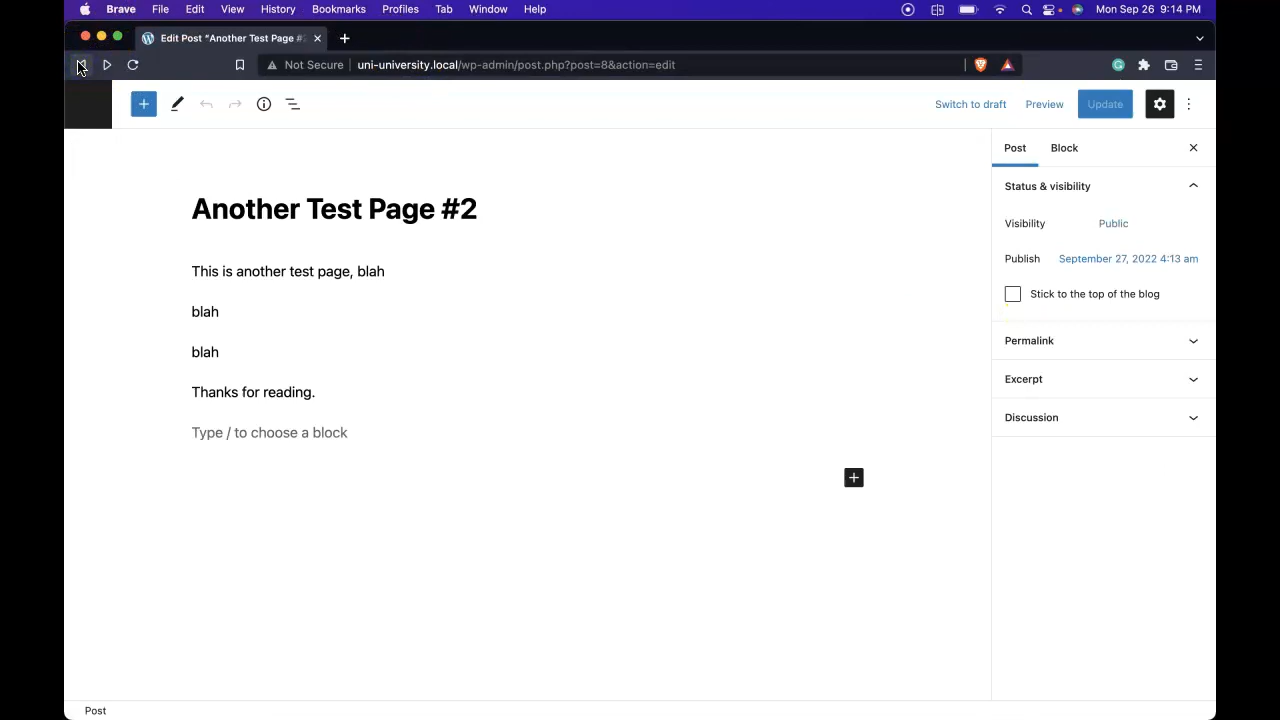 Brave File Edit View History Bookmarks Profiles Tab Window Help Mon Sep 26 9:14 PM
Edit Post “Another Test Page #2
Not Secure uni-university.local/wp-admin/post.php?post=8&action=edit
Switch to draft Preview Update
Post Block
Status & visibility
Another Test Page #2
Visibility Public
Publish September 27, 2022 4:13 am
This is another test page, blah
Stick to the top of the blog
blah
Permalink
blah
Excerpt
Thanks for reading.
Discussion
Type / to choose a block
Post